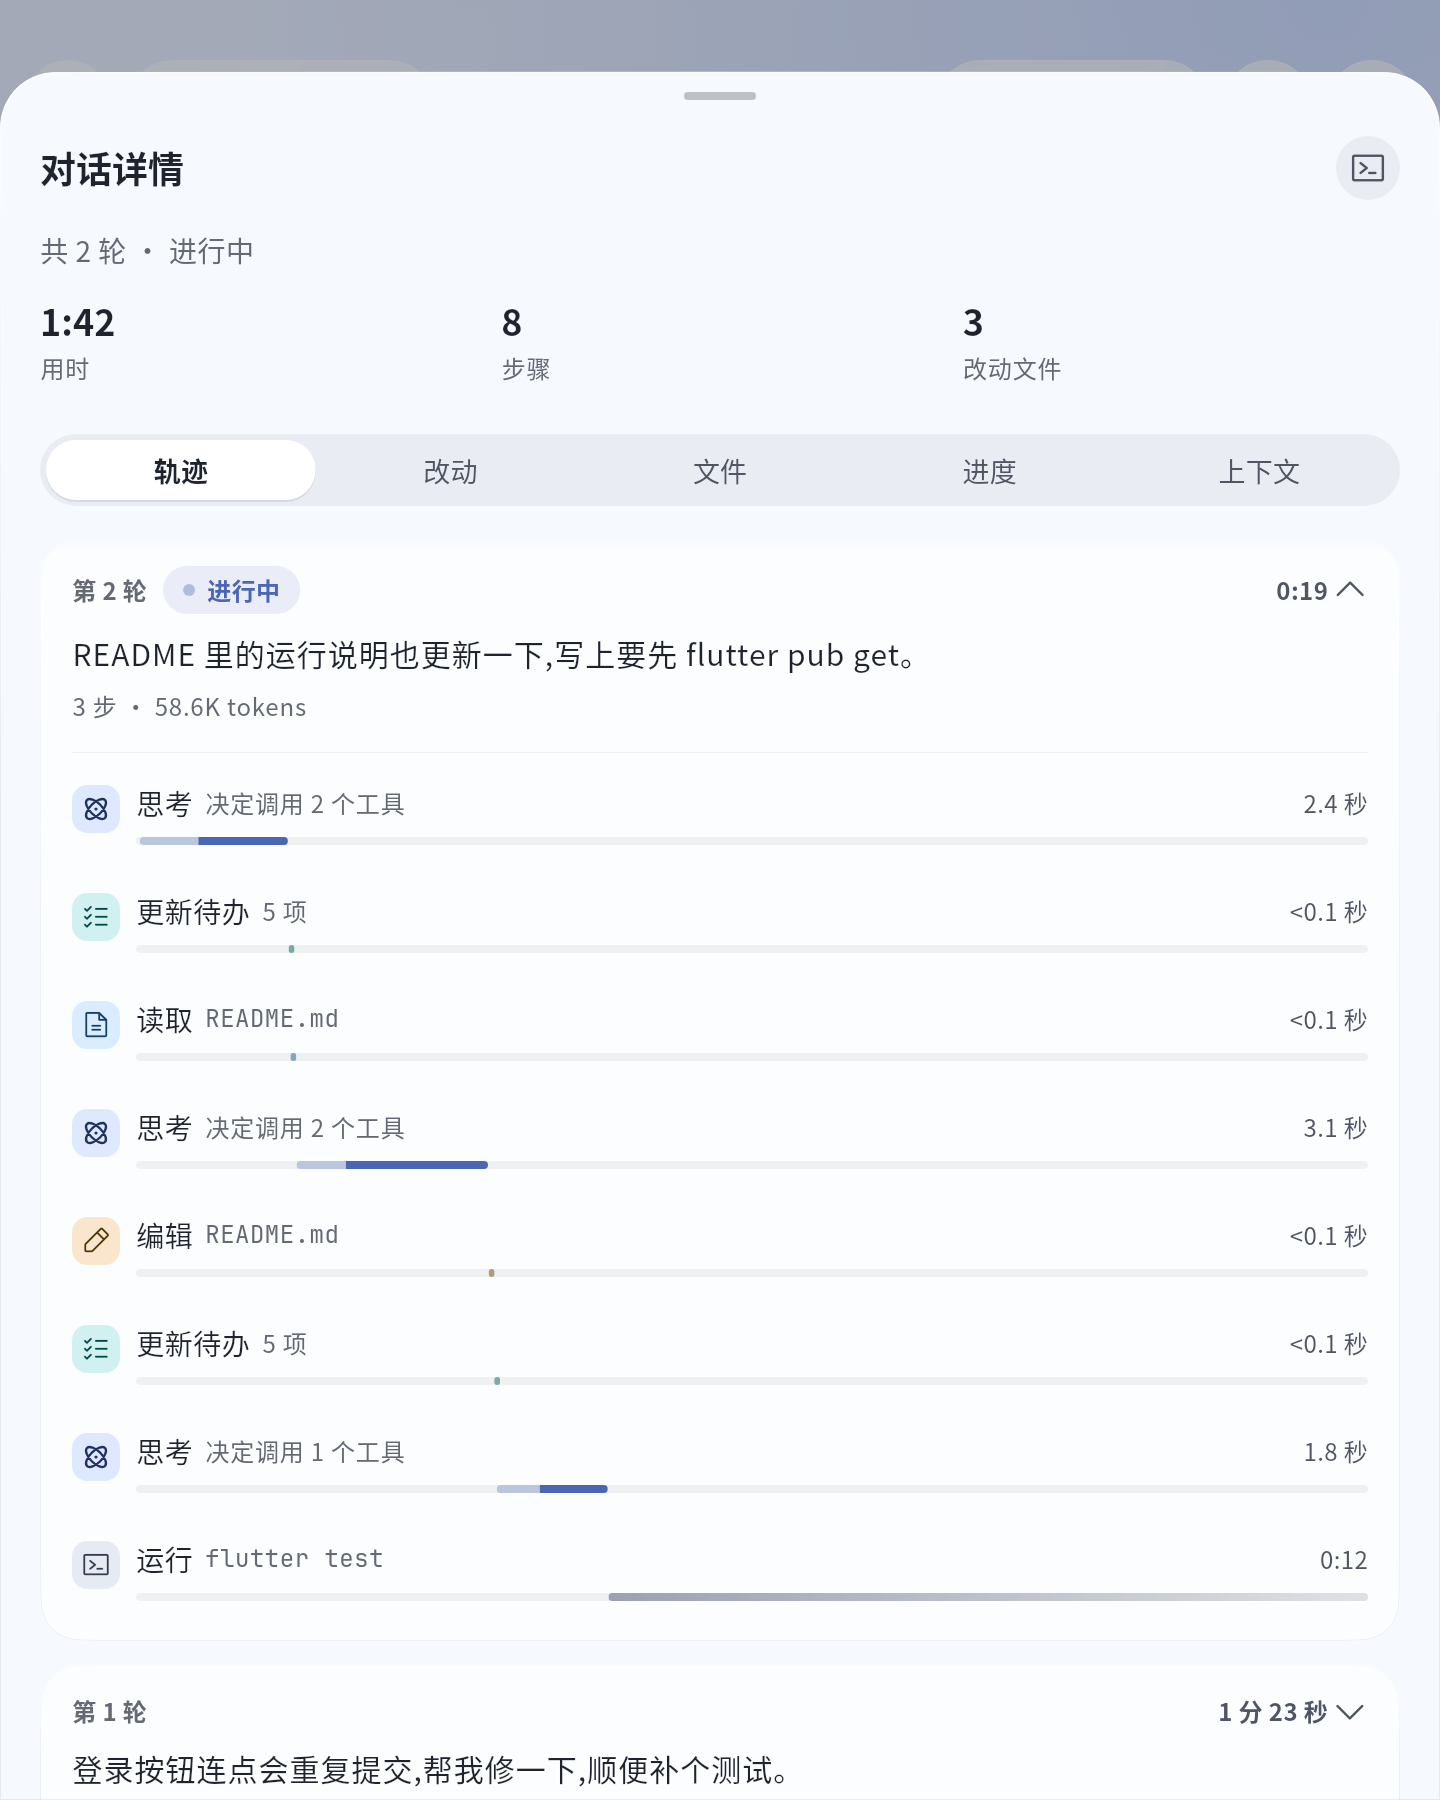 对话详情
共 2 轮 · 进行中
1:42 8 3
用时 步骤 改动文件
轨迹 改动 文件 进度 上下文
第 2 轮 进行中 0:19
README 里的运行说明也更新一下,写上要先 flutter pub get。
3 步 · 58.6K tokens
思考 决定调用 2 个工具 2.4 秒
更新待办 5 项 <0.1 秒
读取 README.md <0.1 秒
思考 决定调用 2 个工具 3.1 秒
编辑 README.md <0.1 秒
更新待办 5 项 <0.1 秒
思考 决定调用 1 个工具 1.8 秒
运行 flutter test 0:12
第 1 轮 1 分 23 秒
登录按钮连点会重复提交,帮我修一下,顺便补个测试。